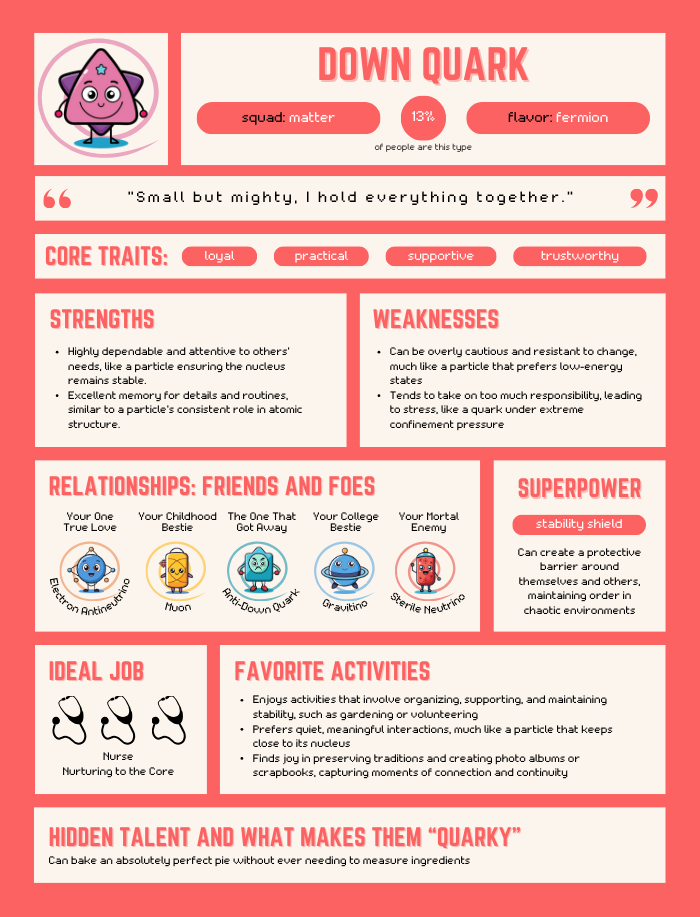 DOWN QUARK
squad: matter
13%
flavor: fermion
of people are this type
"Small but mighty, I hold everything together."
CORE TRAITS:
loyal
practical
supportive
trustworthy
STRENGTHS
• Highly dependable and attentive to others'
needs, like a particle ensuring the nucleus
remains stable.
• Excellent memory for details and routines,
similar to a particle's consistent role in atomic
structure.
WEAKNESSES
• Can be overly cautious and resistant to change,
much like a particle that prefers low-energy
states
• Tends to take on too much responsibility, leading
to stress, like a quark under extreme
confinement pressure
RELATIONSHIPS: FRIENDS AND FOES
Your One
True Love
Electron Antineutrino
Your Childhood
Bestie
Muon
The One That
Got Away
Anti-Down Quark
Your College
Bestie
Gravitino
Your Mortal
Enemy
Sterile Neutrino
SUPERPOWER
stability shield
Can create a protective
barrier around
themselves and others,
maintaining order in
chaotic environments
IDEAL JOB
Nurse
Nurturing to the Core
FAVORITE ACTIVITIES
• Enjoys activities that involve organizing, supporting, and maintaining
stability, such as gardening or volunteering
• Prefers quiet, meaningful interactions, much like a particle that keeps
close to its nucleus
• Finds joy in preserving traditions and creating photo albums or
scrapbooks, capturing moments of connection and continuity
HIDDEN TALENT AND WHAT MAKES THEM “QUARKY”
Can bake an absolutely perfect pie without ever needing to measure ingredients